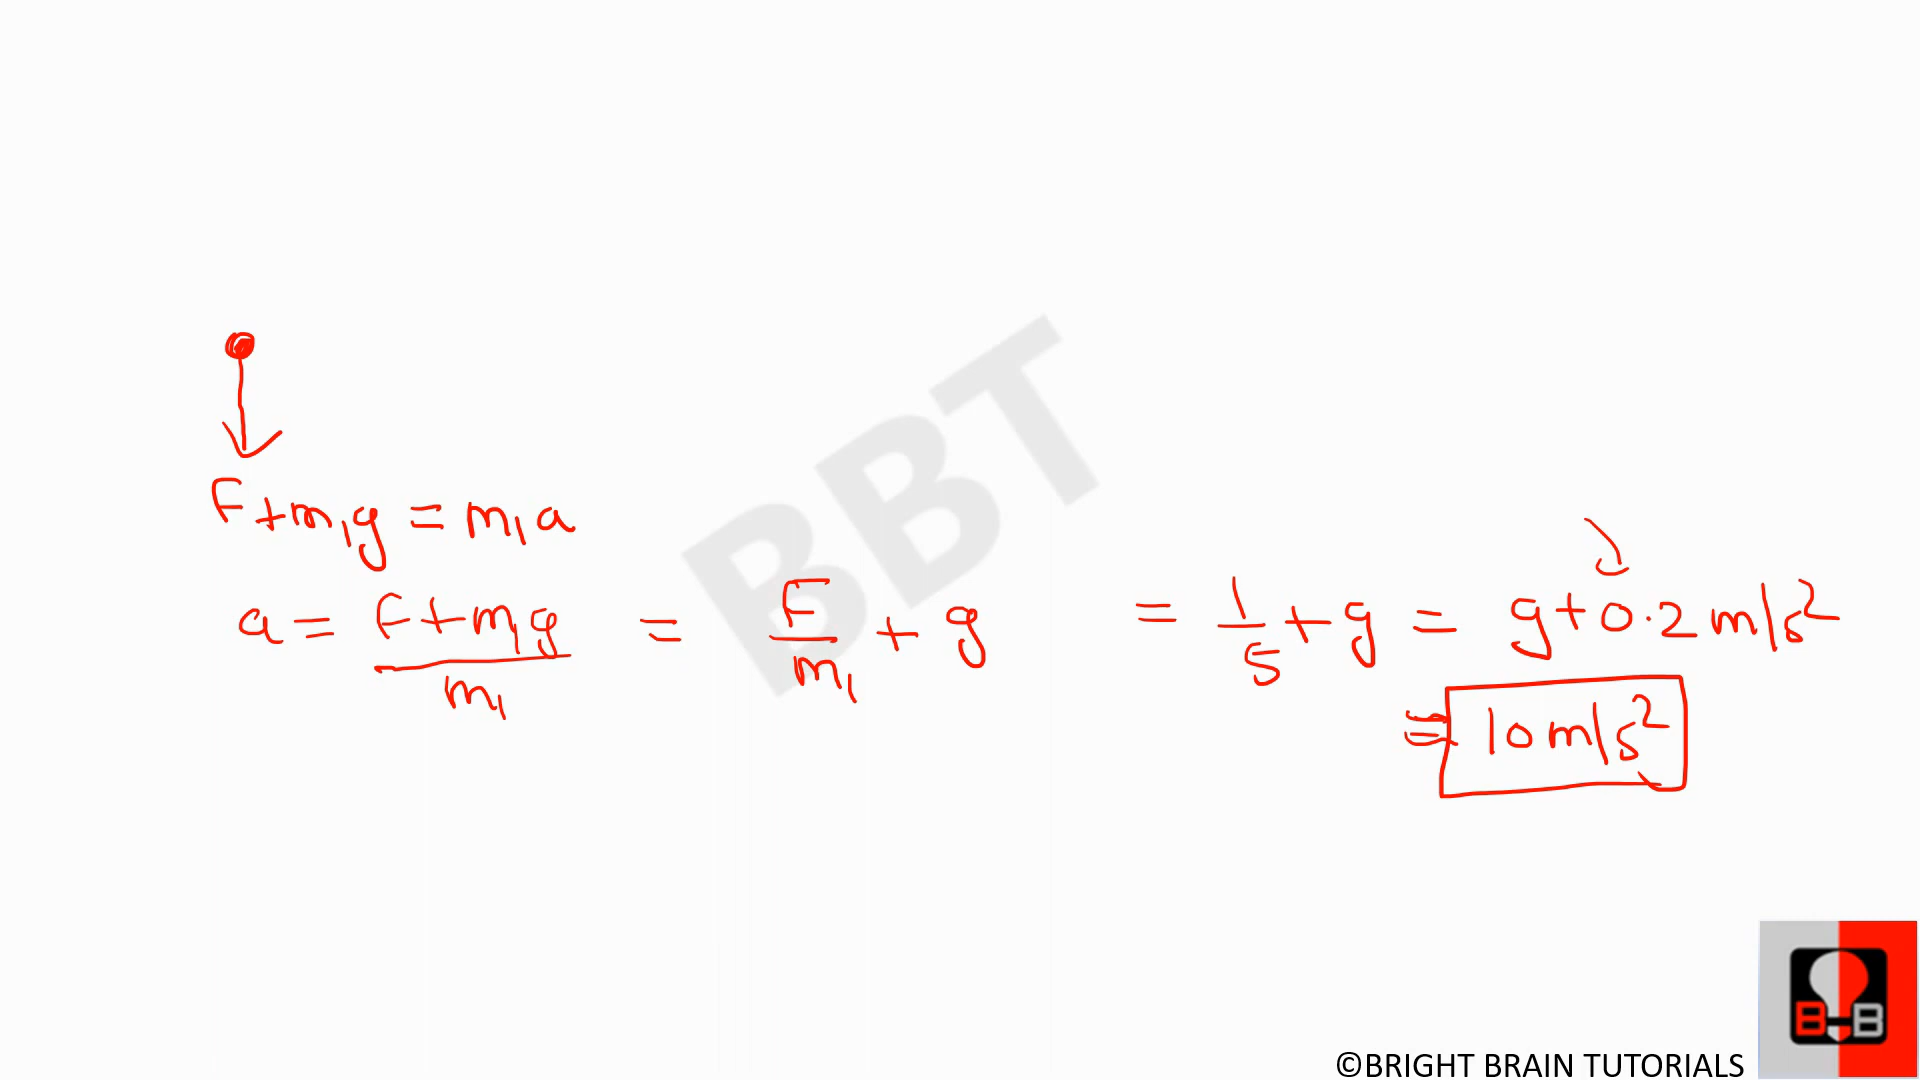 F+m₁g = m₁a
a = F+m₁g/m₁ = F/m₁ + g = 1/5 + g = g + 0.2 m/s²
= 10 m/s²
BBT
B B
©BRIGHT BRAIN TUTORIALS